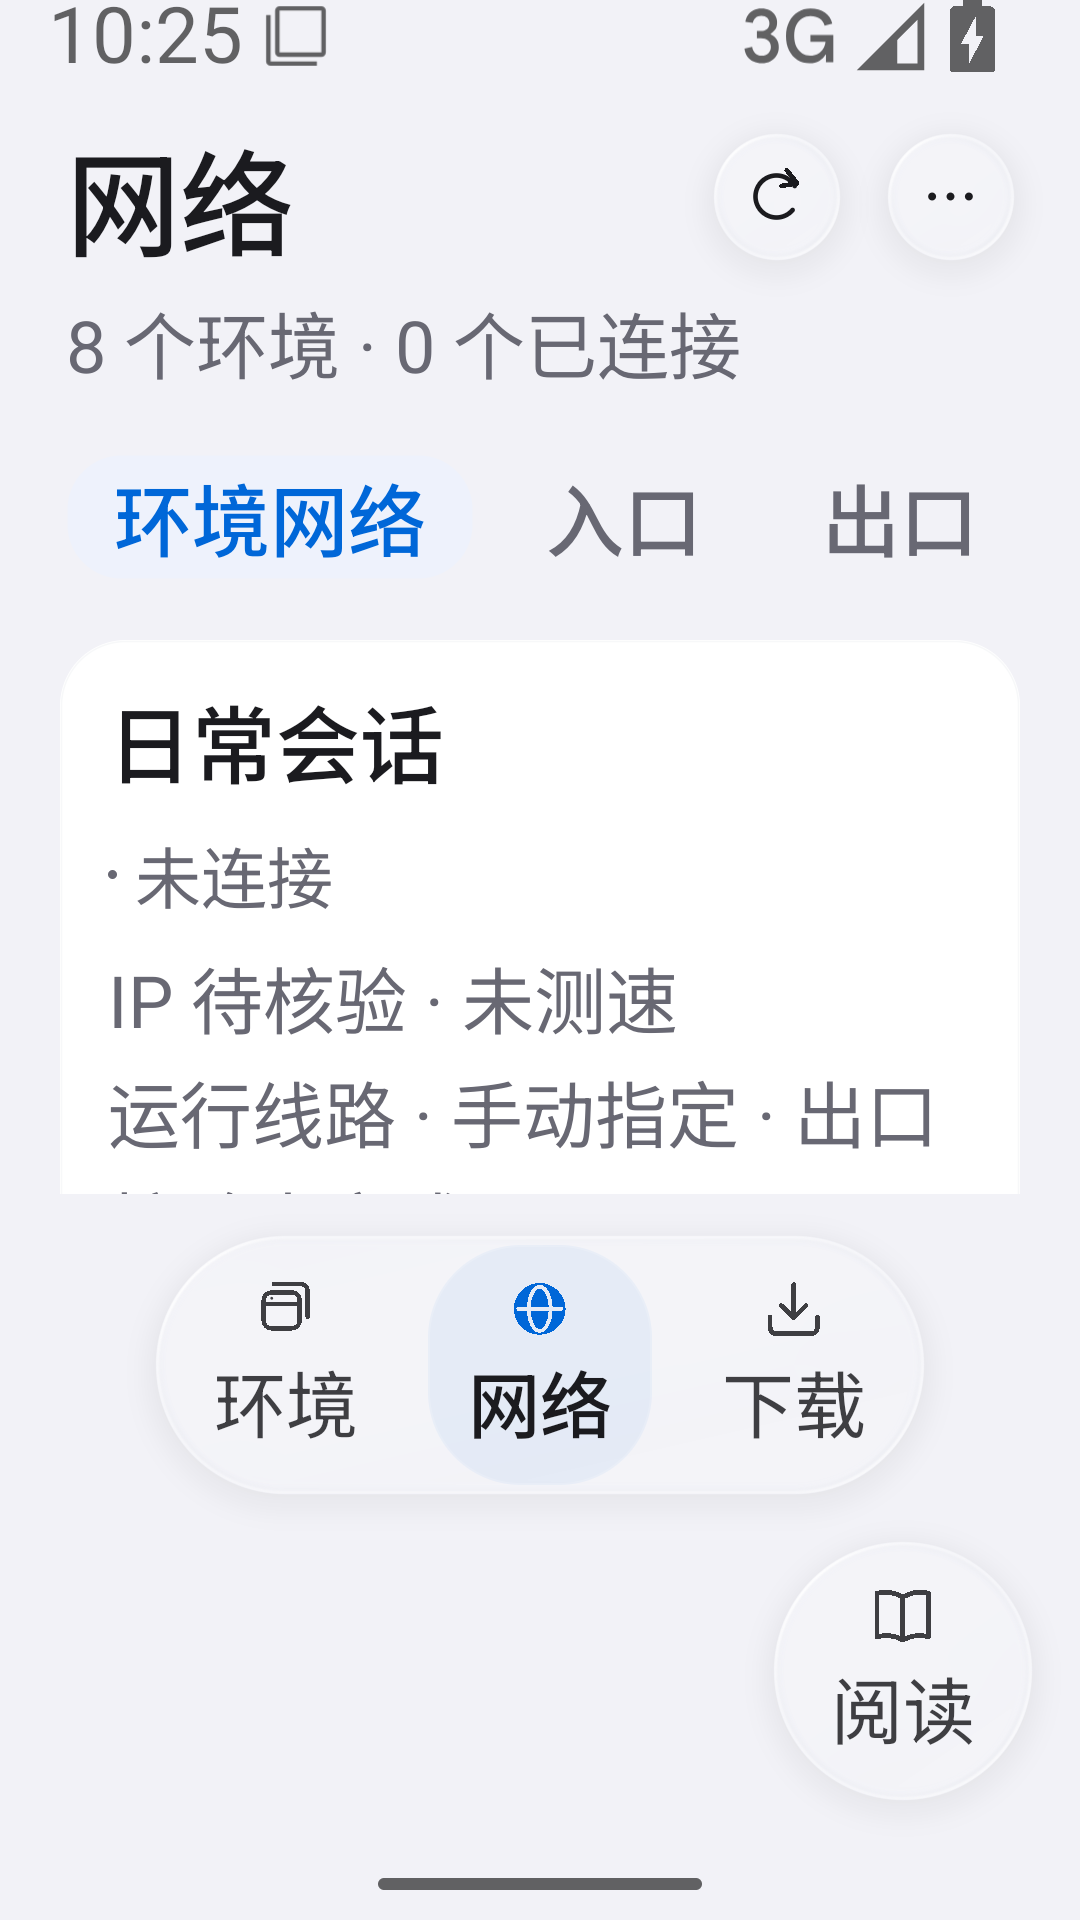 10:25
3G
网络
8 个环境 · 0 个已连接
环境网络
入口
出口
日常会话
· 未连接
IP 待核验 · 未测速
运行线路 · 手动指定 · 出口
环境
网络
下载
阅读